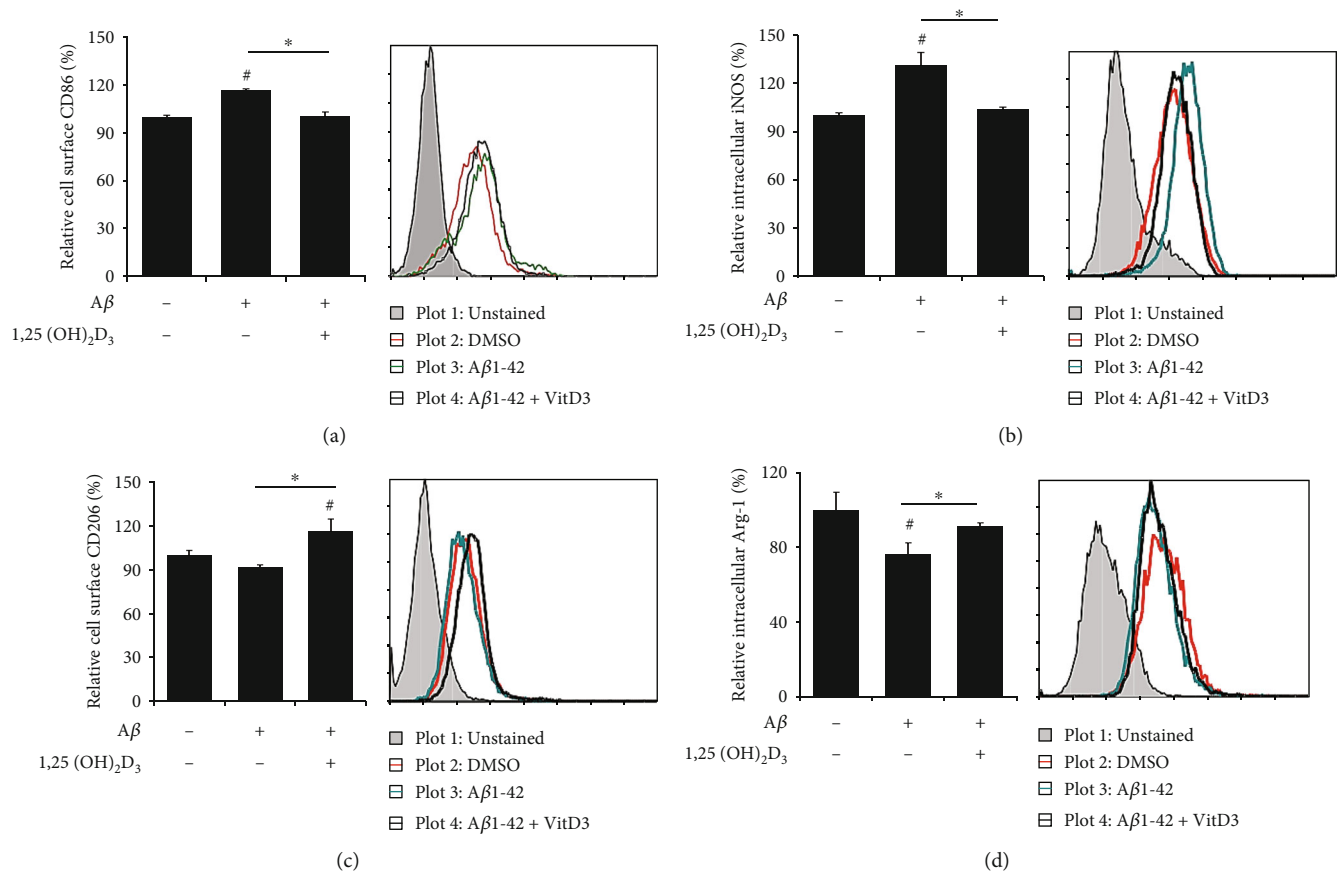 Relative cell surface CD86 (%)
150
120
90
60
30
0
#
*
Aβ – + +
1,25 (OH)₂D₃ – – +
Plot 1: Unstained
Plot 2: DMSO
Plot 3: Aβ1-42
Plot 4: Aβ1-42 + VitD3
(a)
Relative intracellular iNOS (%)
150
120
90
60
30
0
#
*
Aβ – + +
1,25 (OH)₂D₃ – – +
Plot 1: Unstained
Plot 2: DMSO
Plot 3: Aβ1-42
Plot 4: Aβ1-42 + VitD3
(b)
Relative cell surface CD206 (%)
150
120
90
60
30
0
*
#
Aβ – + +
1,25 (OH)₂D₃ – – +
Plot 1: Unstained
Plot 2: DMSO
Plot 3: Aβ1-42
Plot 4: Aβ1-42 + VitD3
(c)
Relative intracellular Arg-1 (%)
120
80
40
0
#
*
Aβ – + +
1,25 (OH)₂D₃ – – +
Plot 1: Unstained
Plot 2: DMSO
Plot 3: Aβ1-42
Plot 4: Aβ1-42 + VitD3
(d)